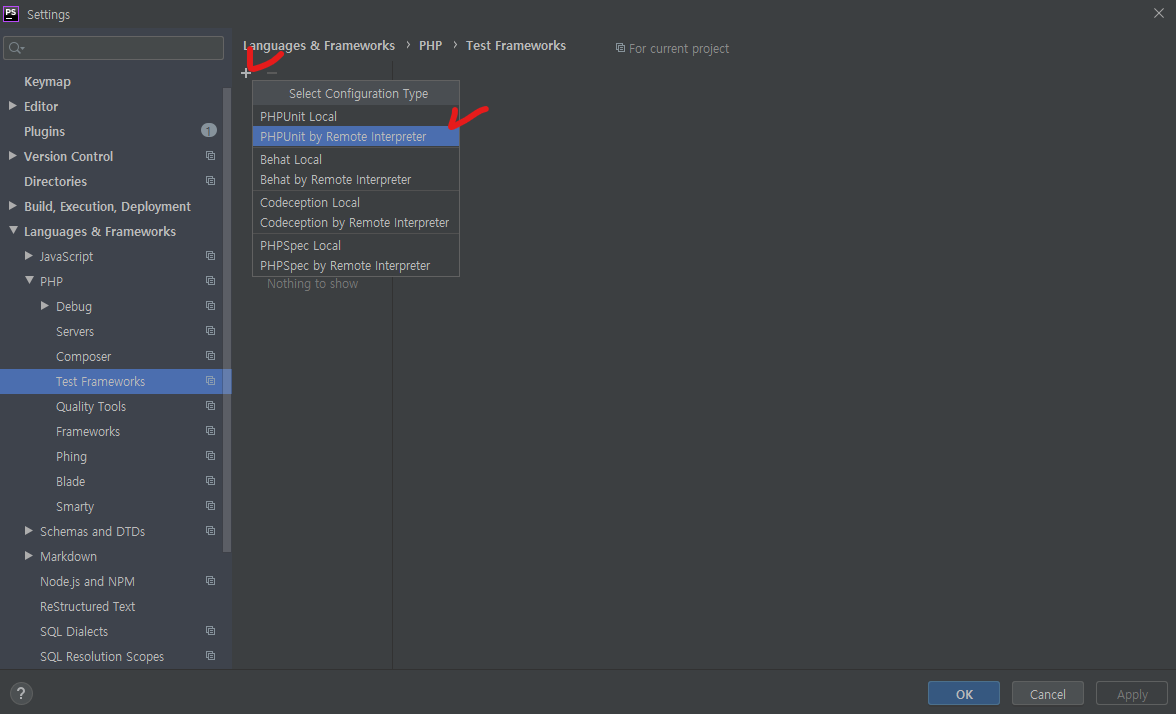 PS
Settings
Languages & Frameworks › PHP › Test Frameworks For current project
Keymap
Editor
Plugins 1
Version Control
Directories
Build, Execution, Deployment
Languages & Frameworks
JavaScript
PHP
Debug
Servers
Composer
Test Frameworks
Quality Tools
Frameworks
Phing
Blade
Smarty
Schemas and DTDs
Markdown
Node.js and NPM
ReStructured Text
SQL Dialects
SQL Resolution Scopes
Select Configuration Type
PHPUnit Local
PHPUnit by Remote Interpreter
Behat Local
Behat by Remote Interpreter
Codeception Local
Codeception by Remote Interpreter
PHPSpec Local
PHPSpec by Remote Interpreter
Nothing to show
?
OK Cancel Apply